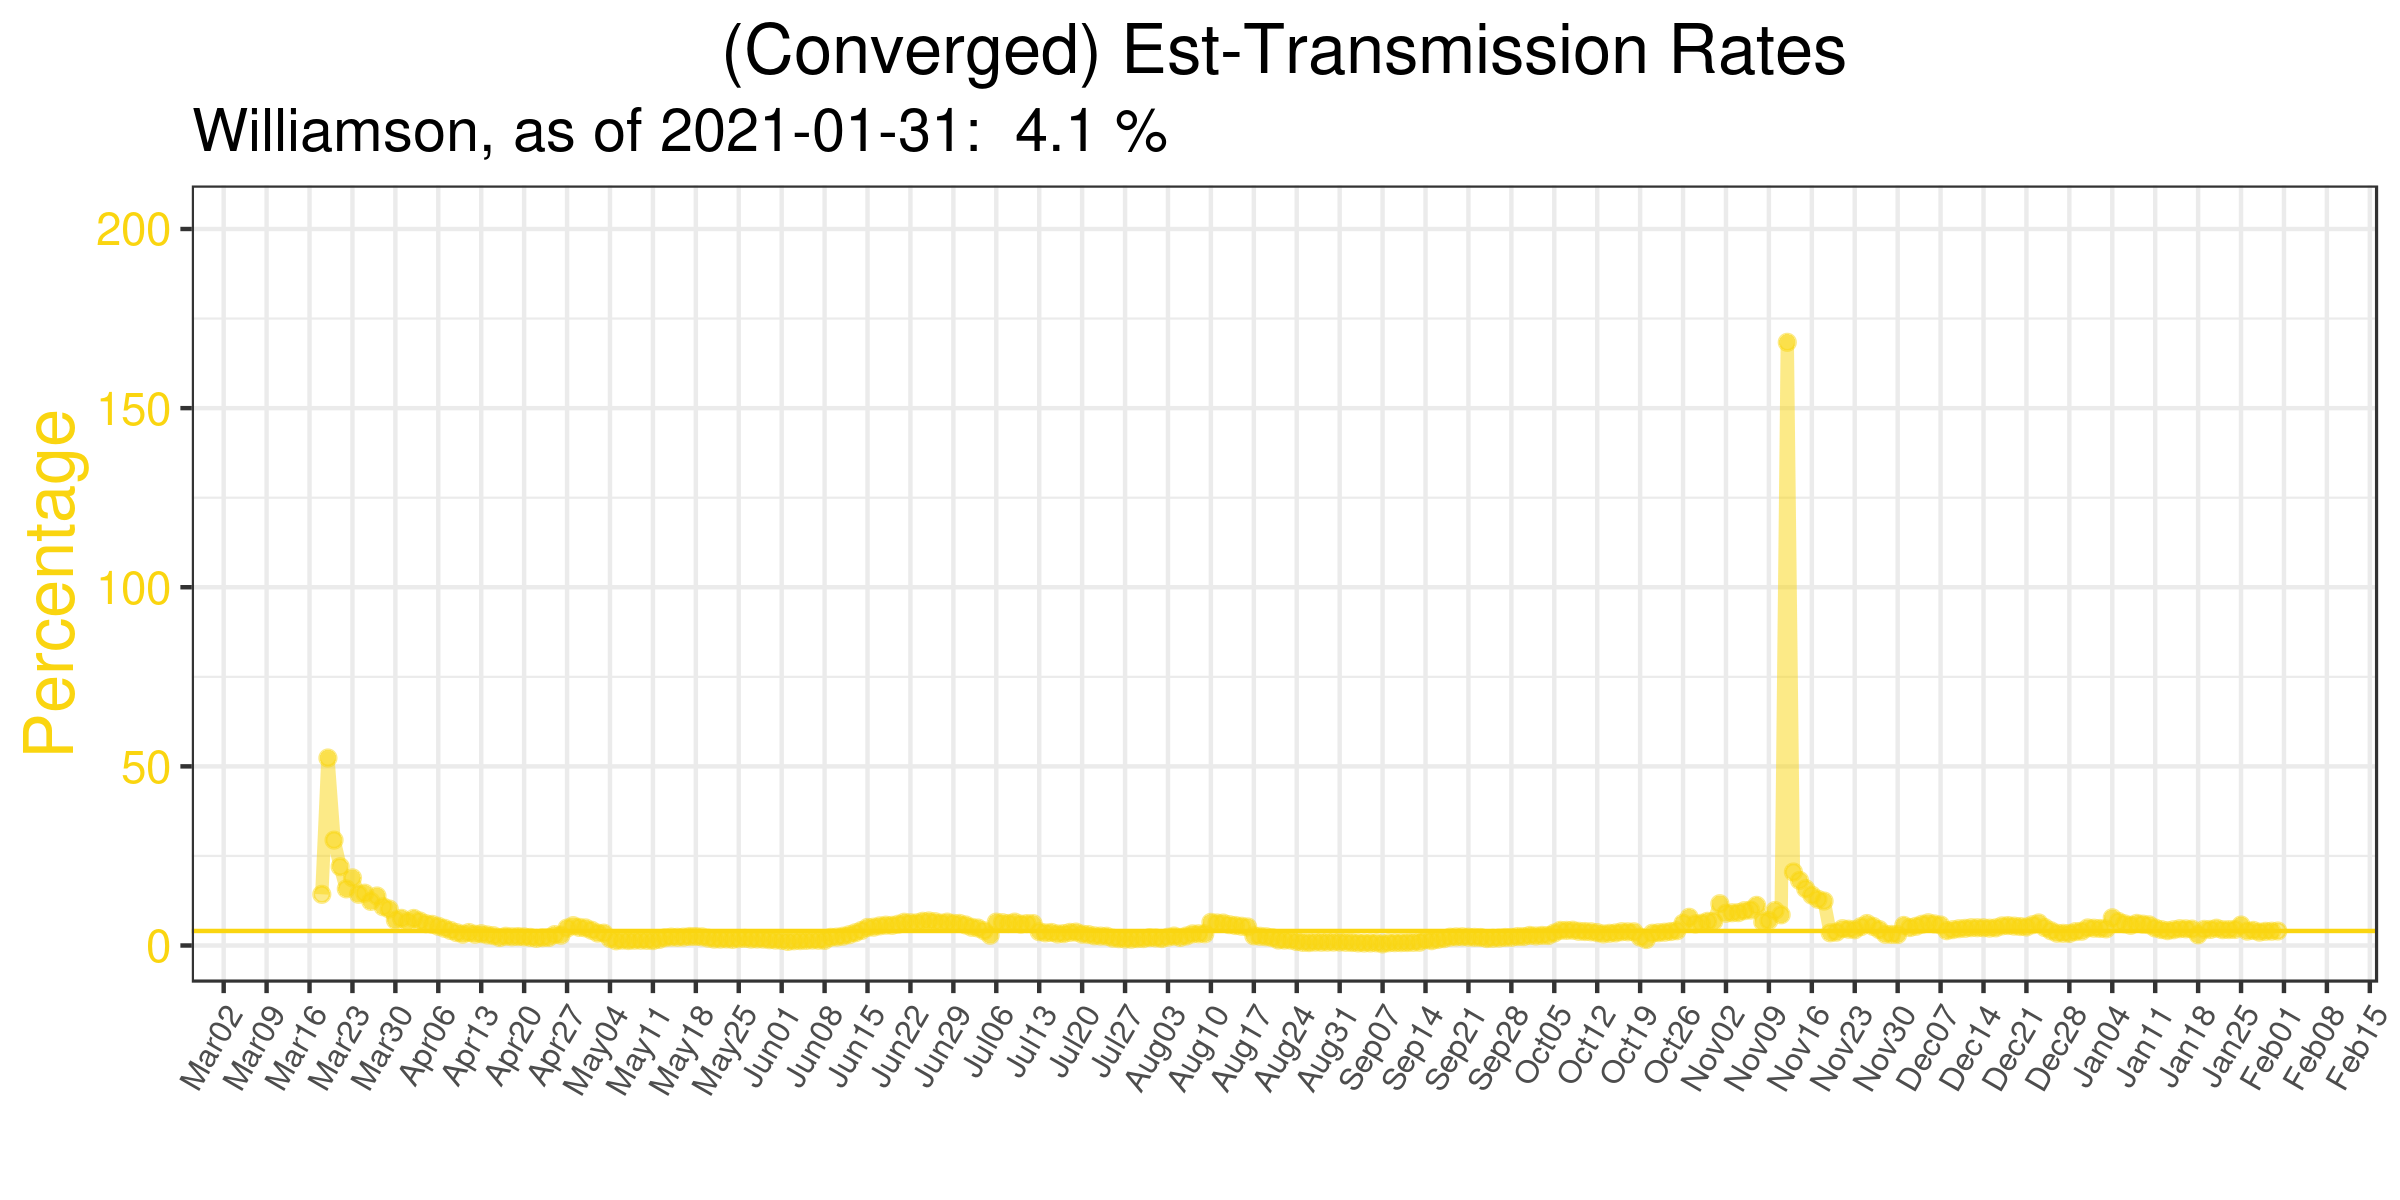 (Converged) Est-Transmission Rates
Williamson, as of 2021-01-31:  4.1 %
Percentage
200
150
100
50
0
Mar02
Mar09
Mar16
Mar23
Mar30
Apr06
Apr13
Apr20
Apr27
May04
May11
May18
May25
Jun01
Jun08
Jun15
Jun22
Jun29
Jul06
Jul13
Jul20
Jul27
Aug03
Aug10
Aug17
Aug24
Aug31
Sep07
Sep14
Sep21
Sep28
Oct05
Oct12
Oct19
Oct26
Nov02
Nov09
Nov16
Nov23
Nov30
Dec07
Dec14
Dec21
Dec28
Jan04
Jan11
Jan18
Jan25
Feb01
Feb08
Feb15